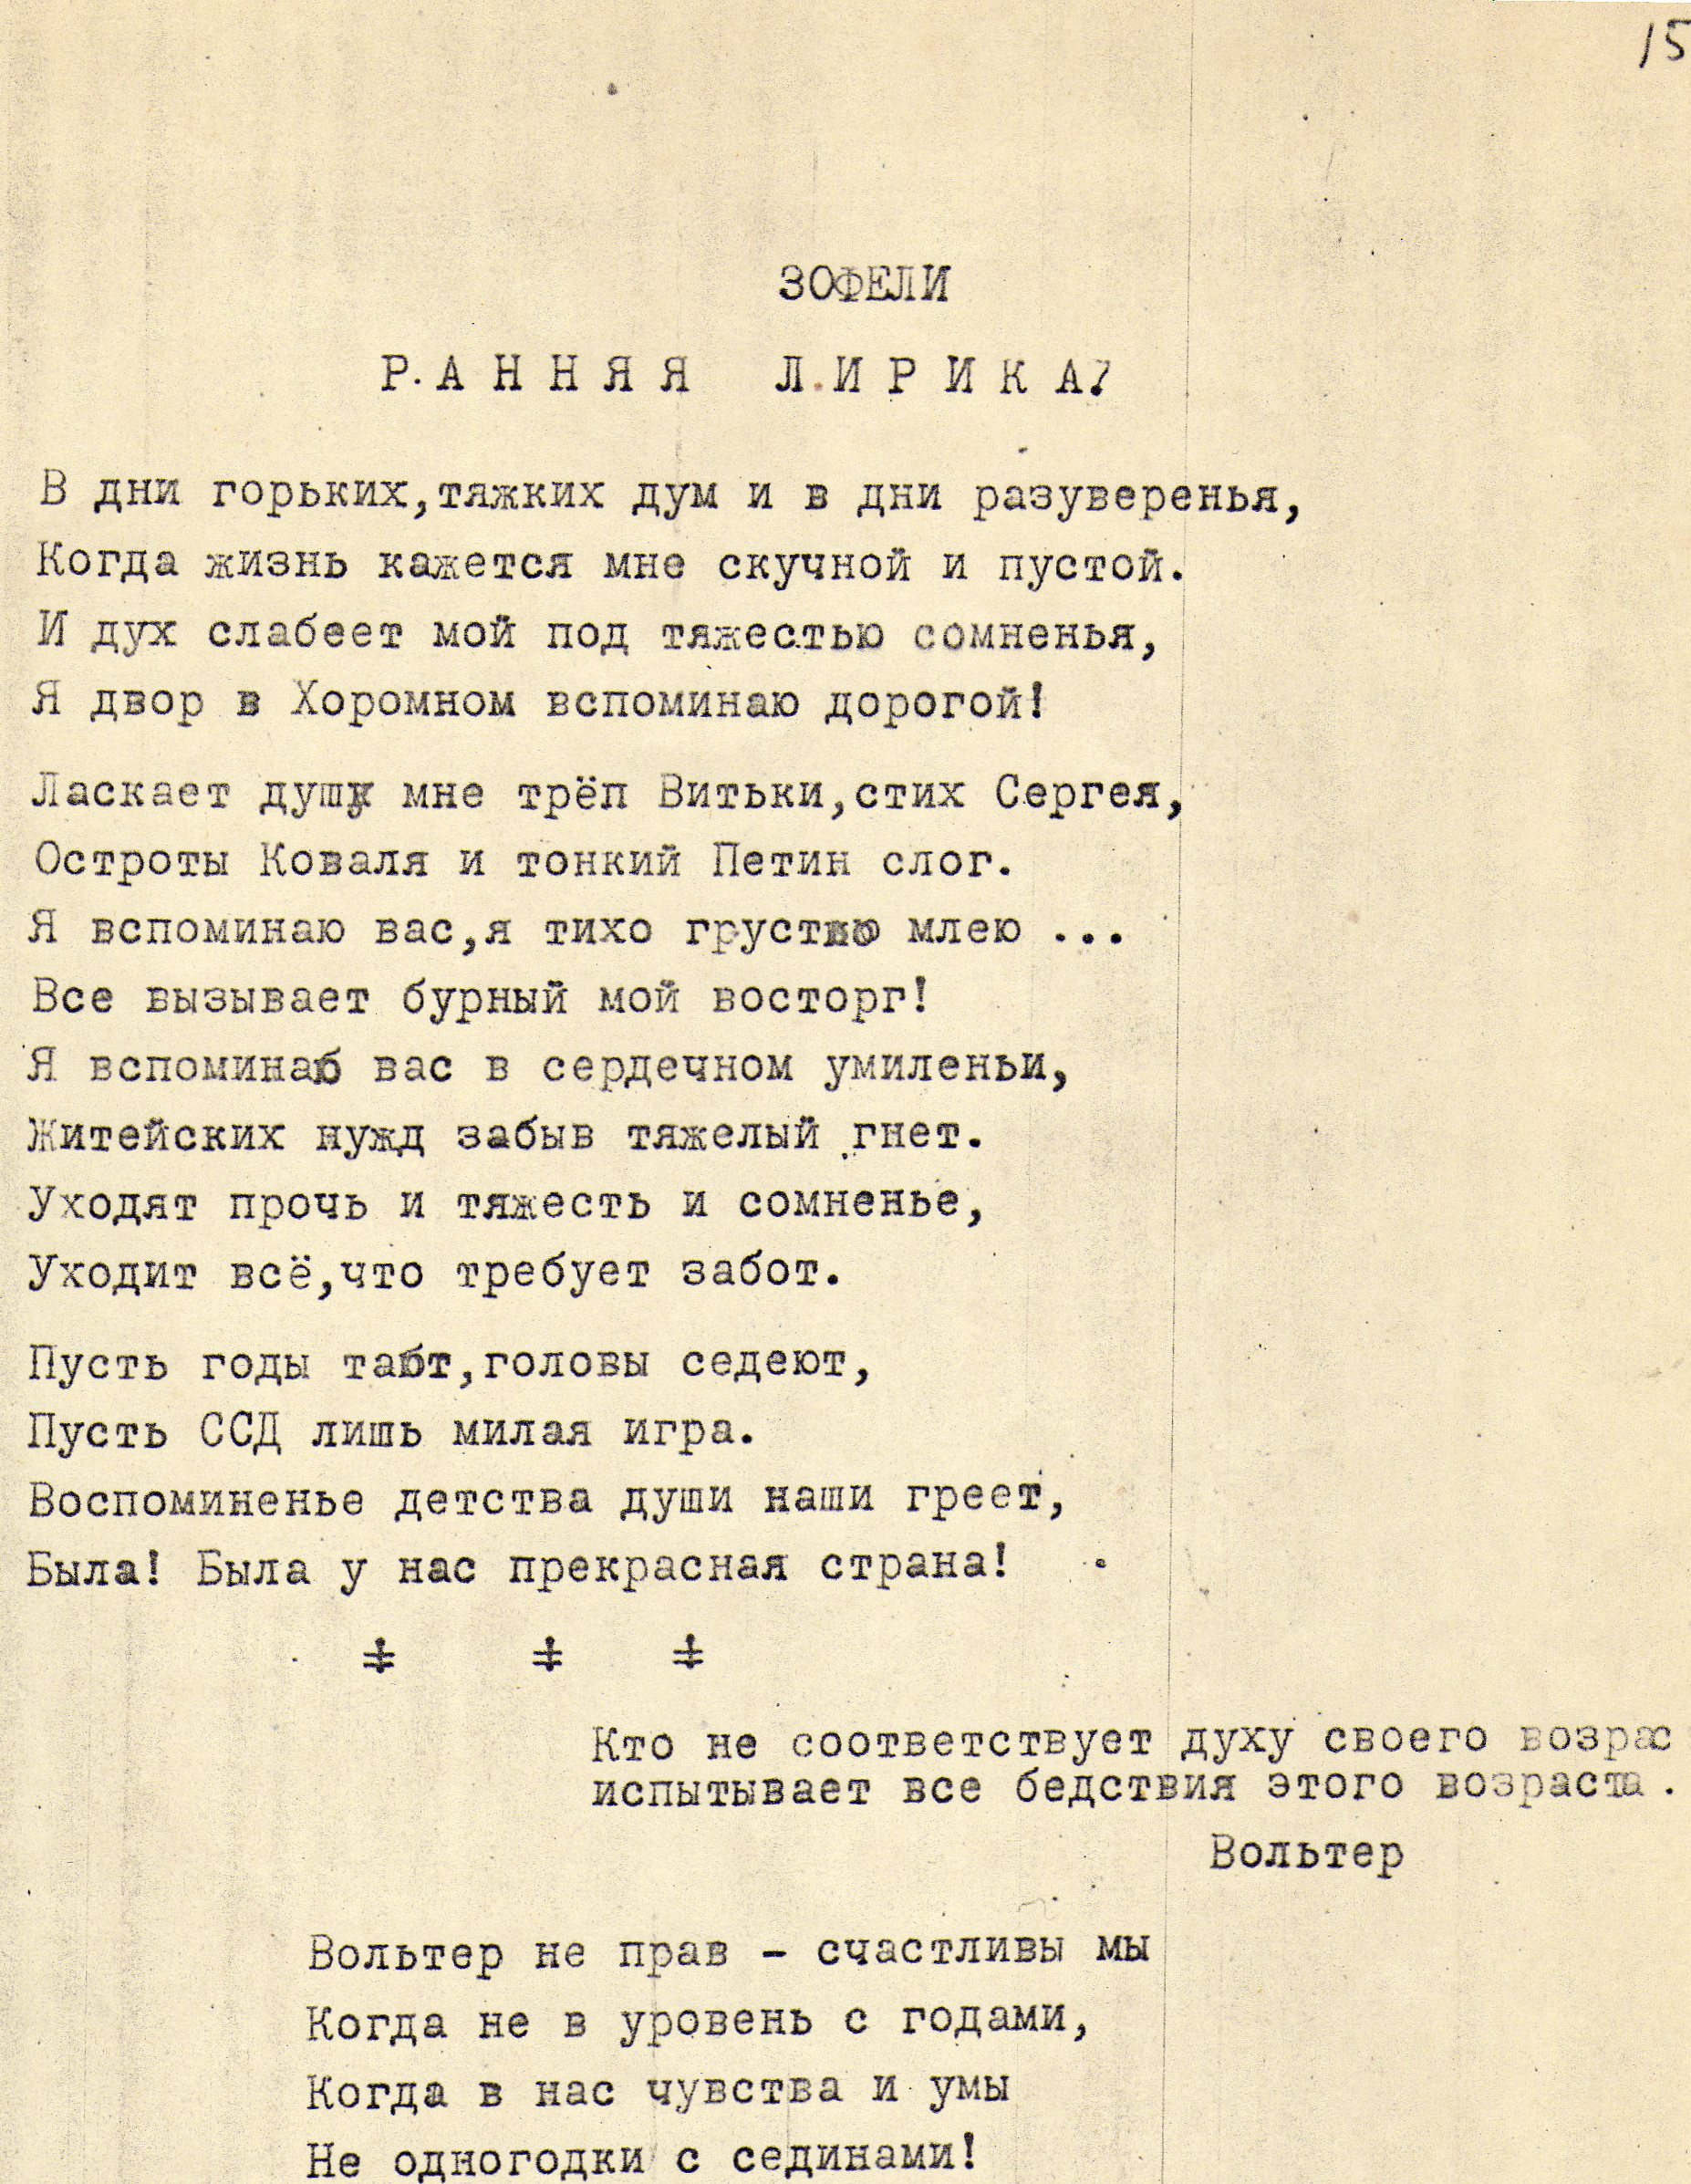 15
ЗОФЕЛИ
Р А Н Н Я Я Л И Р И К А.
В дни горьких,тяжких дум и в дни разуверенья,
Когда жизнь кажется мне скучной и пустой.
И дух слабеет мой под тяжестью сомненья,
Я двор в Хоромном вспоминаю дорогой!
Ласкает душу мне трёп Витьки,стих Сергея,
Остроты Коваля и тонкий Петин слог.
Я вспоминаю вас,я тихо грустно млею ...
Все вызывает бурный мой восторг!
Я вспоминаю вас в сердечном умиленьи,
Житейских нужд забыв тяжелый гнет.
Уходят прочь и тяжесть и сомненье,
Уходит всё,что требует забот.
Пусть годы тают,головы седеют,
Пусть ССД лишь милая игра.
Воспоминенье детства души наши греет,
Была! Была у нас прекрасная страна!
Кто не соответствует духу своего возрас
испытывает все бедствия этого возраста.
Вольтер
Вольтер не прав – счастливы мы
Когда не в уровень с годами,
Когда в нас чувства и умы
Не одногодки с сединами!